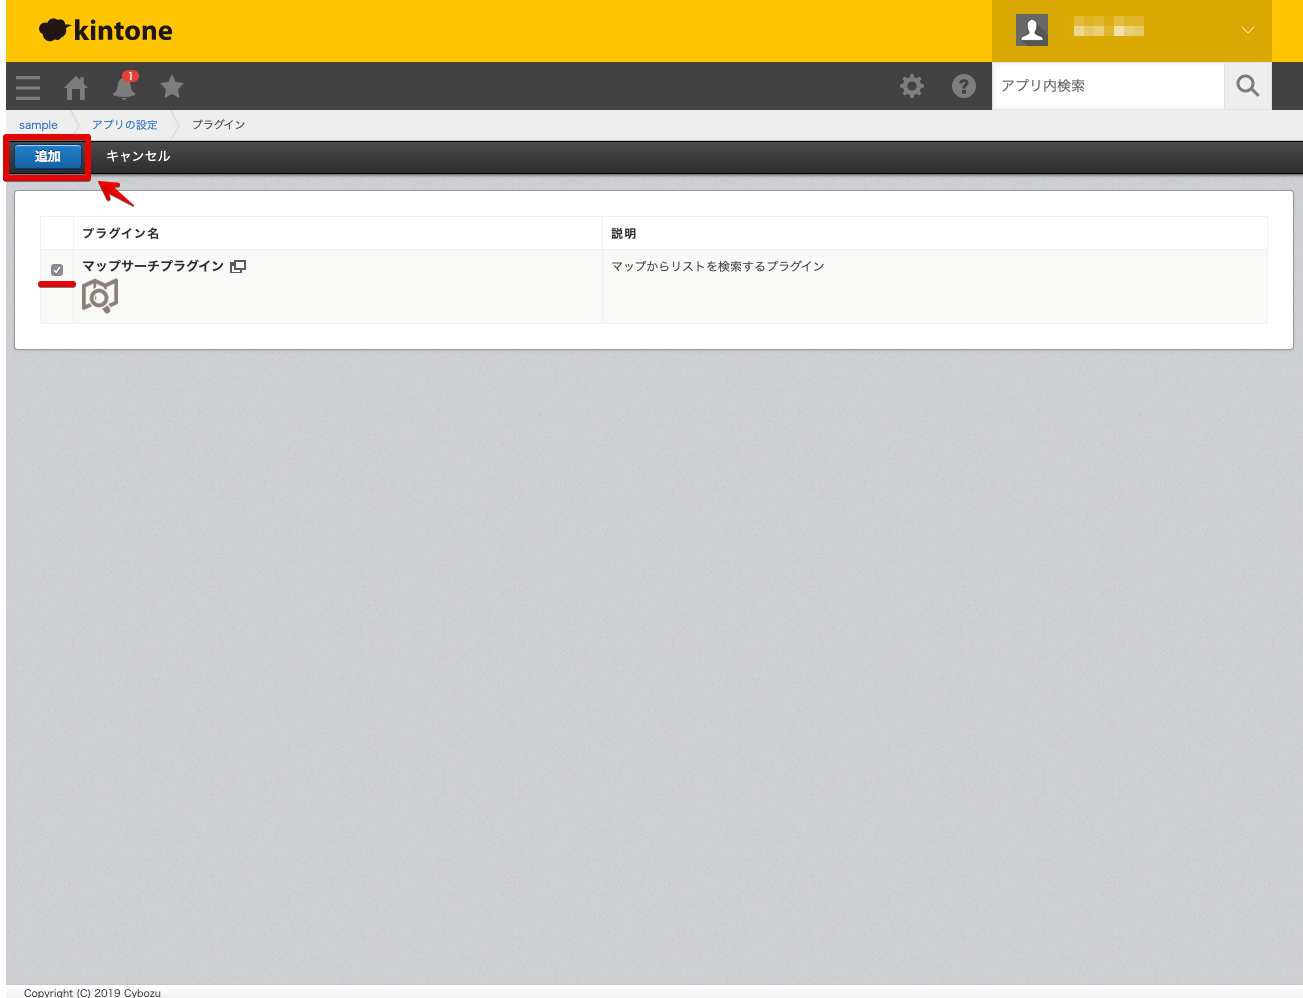 kintone
1
アプリ内検索
sample アプリの設定 プラグイン
追加 キャンセル
プラグイン名 説明
マップサーチプラグイン マップからリストを検索するプラグイン
Copyright (C) 2019 Cybozu